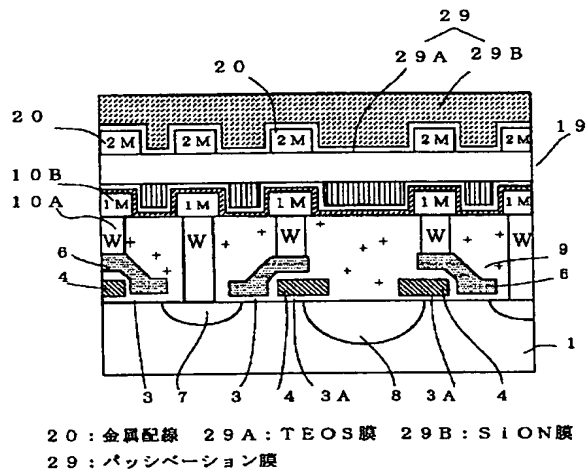 29
20
29A 29B
20
2M 2M 2M 2M 2M
19
10B
10A
1M 1M 1M 1M 1M
W W W W W
6
9
4
6
1
3 7 3 4 3A 8 3A 4
20:金属配線 29A:TEOS膜 29B:SiON膜
29:パッシベーション膜